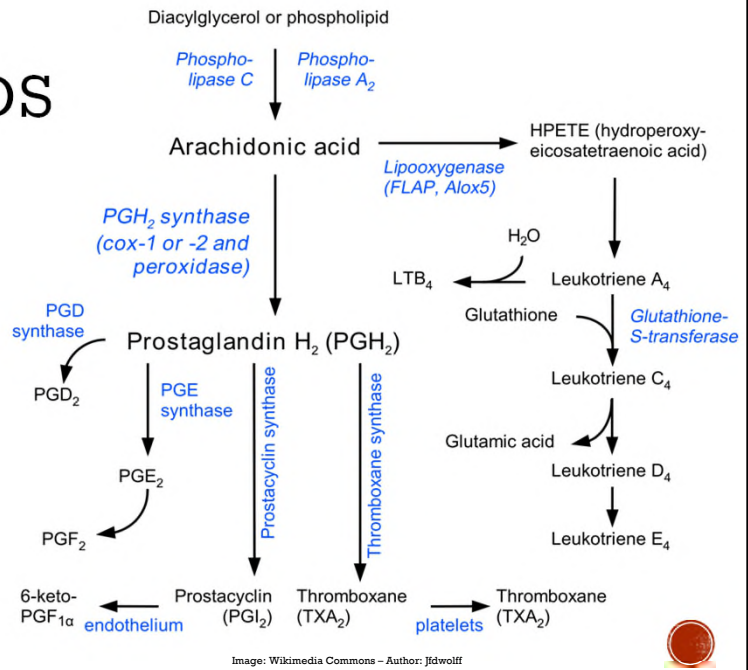 OS
Diacylglycerol or phospholipid
Phospho-
lipase C
Phospho-
lipase A₂
Arachidonic acid
Lipooxygenase
(FLAP, Alox5)
HPETE (hydroperoxy-
eicosatetraenoic acid)
PGH₂ synthase
(cox-1 or -2 and
peroxidase)
H₂O
LTB₄
Leukotriene A₄
Glutathione
Glutathione-
S-transferase
PGD
synthase
Prostaglandin H₂ (PGH₂)
Leukotriene C₄
PGD₂
PGE
synthase
Prostacyclin synthase
Thromboxane synthase
Glutamic acid
Leukotriene D₄
PGE₂
PGF₂
Leukotriene E₄
6-keto-
PGF₁α
endothelium
Prostacyclin
(PGI₂)
Thromboxane
(TXA₂)
platelets
Thromboxane
(TXA₂)
Image: Wikimedia Commons – Author: Jfdwolff